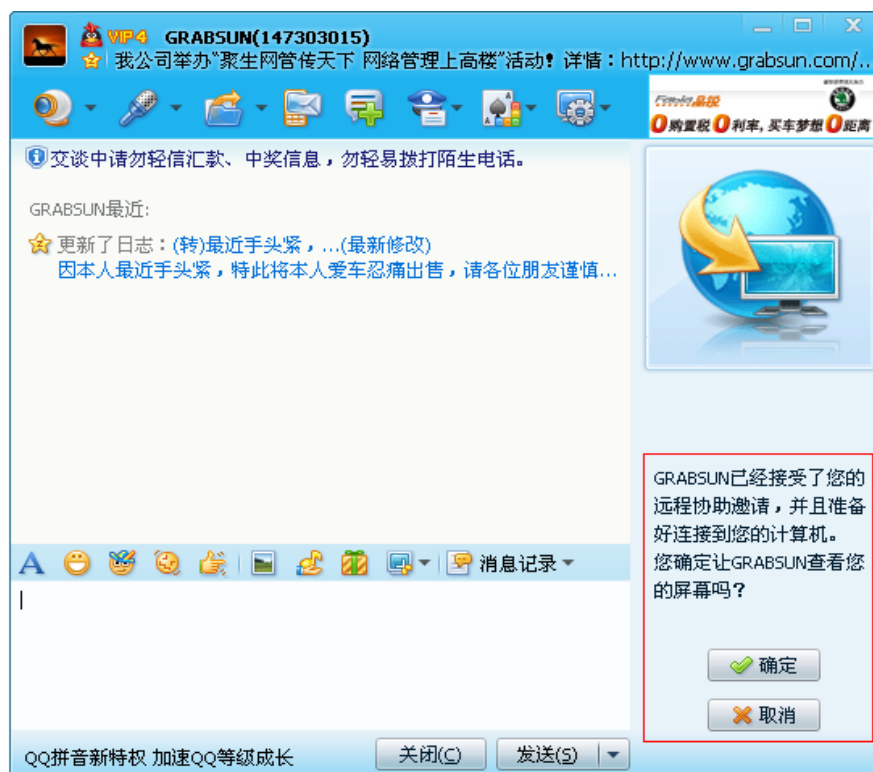 VIP4 GRABSUN(147303015)
我公司举办“聚生网管传天下 网络管理上高楼”活动！详情：http://www.grabsun.com/..
晶锐
0购置税 0利率，买车梦想0距离
交谈中请勿轻信汇款、中奖信息，勿轻易拨打陌生电话。
GRABSUN最近:
更新了日志：(转)最近手头紧，...(最新修改)
因本人最近手头紧，特此将本人爱车忍痛出售，请各位朋友谨慎...
GRABSUN已经接受了您的
远程协助邀请，并且准备
好连接到您的计算机。
您确定让GRABSUN查看您
的屏幕吗？
确定
取消
消息记录
QQ拼音新特权 加速QQ等级成长
关闭(C)
发送(S)